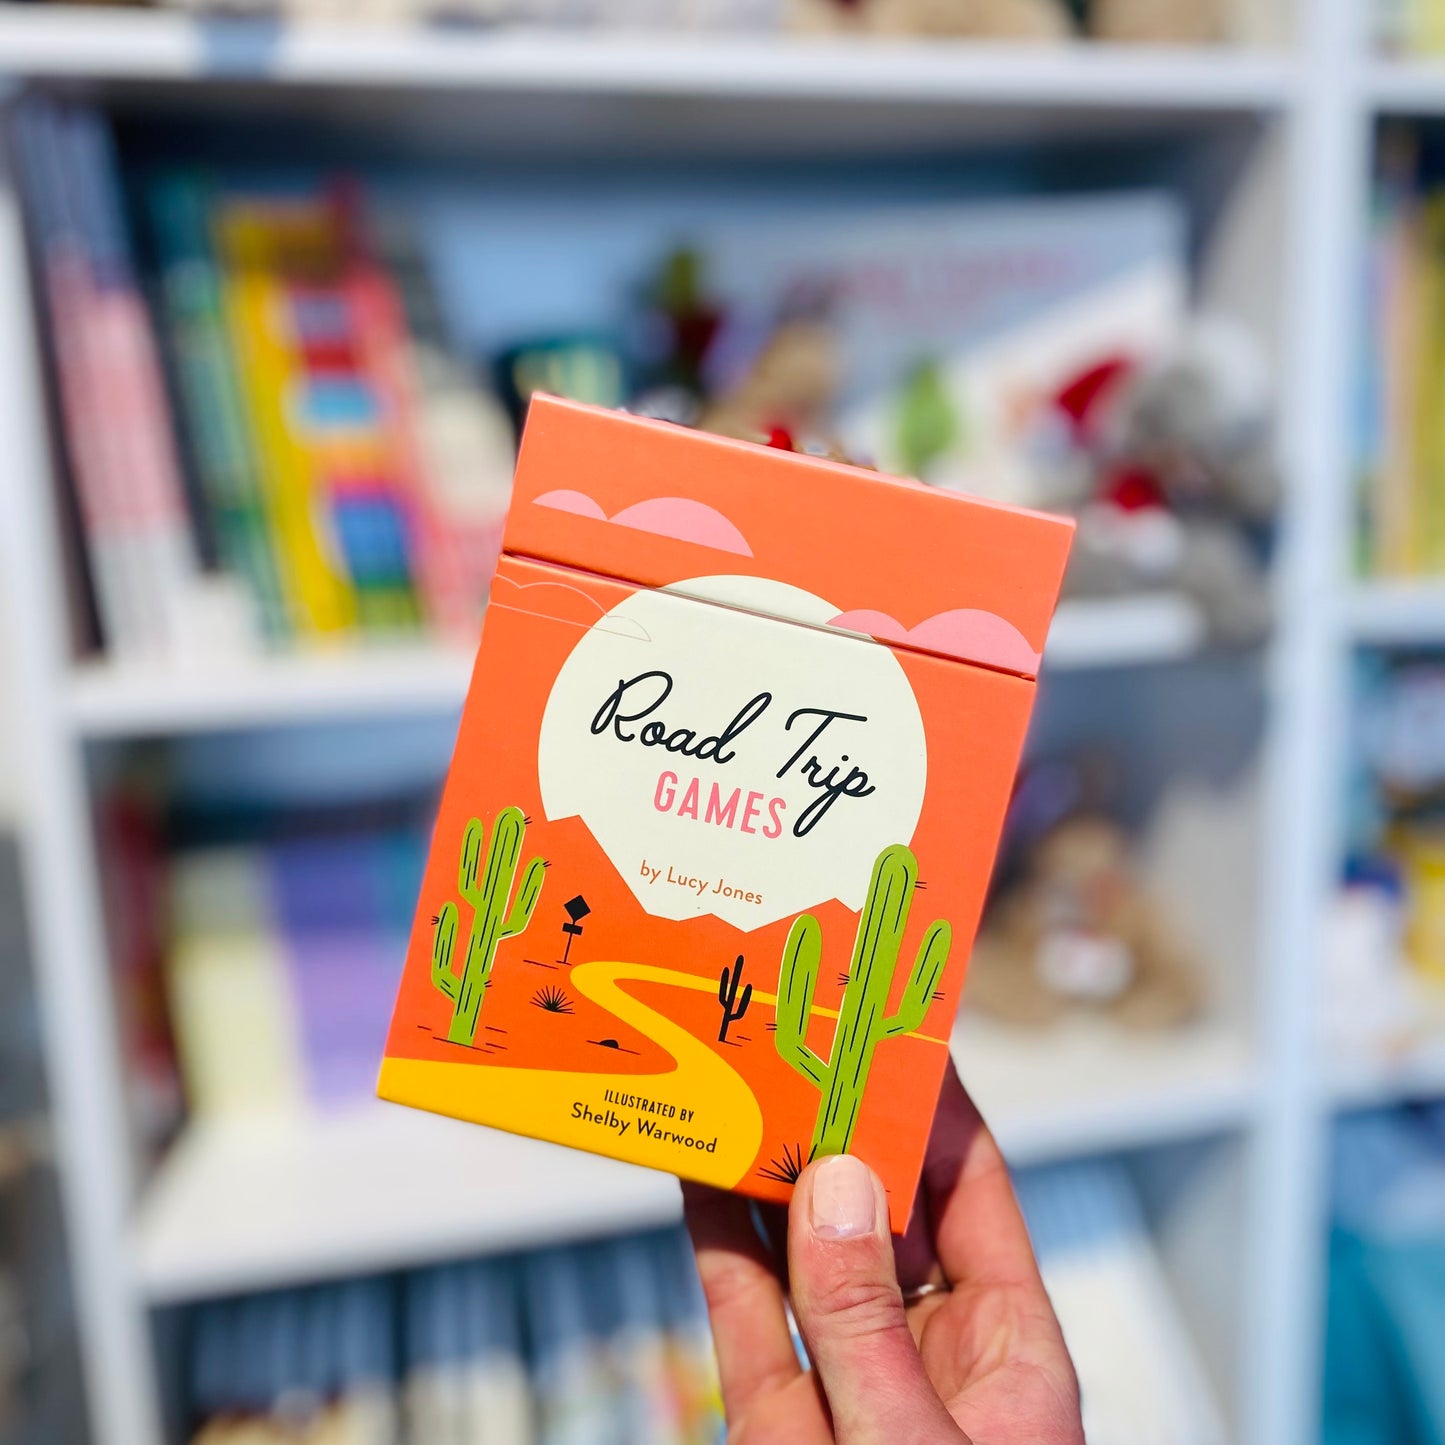 Road Trip
GAMES
by Lucy Jones
ILLUSTRATED BY
Shelby Warwood